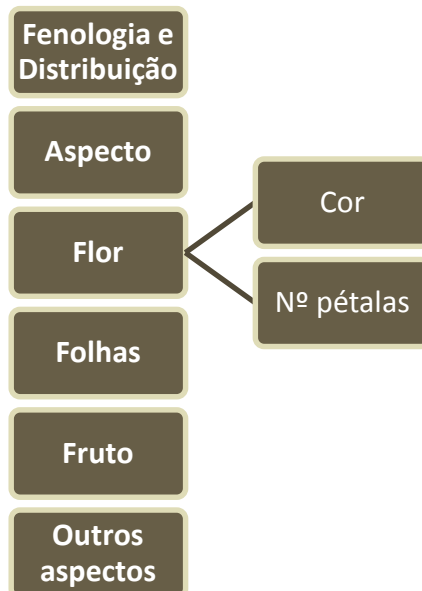 Fenologia e
Distribuição
Aspecto
Flor
Cor
Nº pétalas
Folhas
Fruto
Outros
aspectos